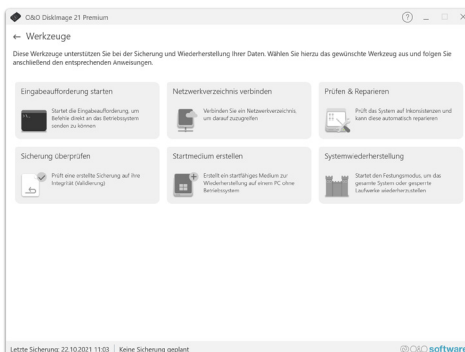 O&O DiskImage 21 Premium
← Werkzeuge
Diese Werkzeuge unterstützen Sie bei der Sicherung und Wiederherstellung Ihrer Daten. Wählen Sie hierzu das gewünschte Werkzeug aus und folgen Sie
anschließend den entsprechenden Anweisungen.
Eingabeaufforderung starten
Startet die Eingabeaufforderung, um
Befehle direkt an das Betriebssystem
senden zu können
Netzwerkverzeichnis verbinden
Verbinden Sie ein Netzwerkverzeichnis,
um darauf zuzugreifen
Prüfen & Reparieren
Prüft das System auf Inkonsistenzen und
kann diese automatisch reparieren
Sicherung überprüfen
Prüft eine erstellte Sicherung auf ihre
Integrität (Validierung)
Startmedium erstellen
Erstellt ein startfähiges Medium zur
Wiederherstellung auf einem PC ohne
Betriebssystem
Systemwiederherstellung
Startet den Festungsmodus, um das
gesamte System oder gesperrte
Laufwerke wiederherzustellen
Letzte Sicherung: 22.10.2021 11:03 | Keine Sicherung geplant
O&O software